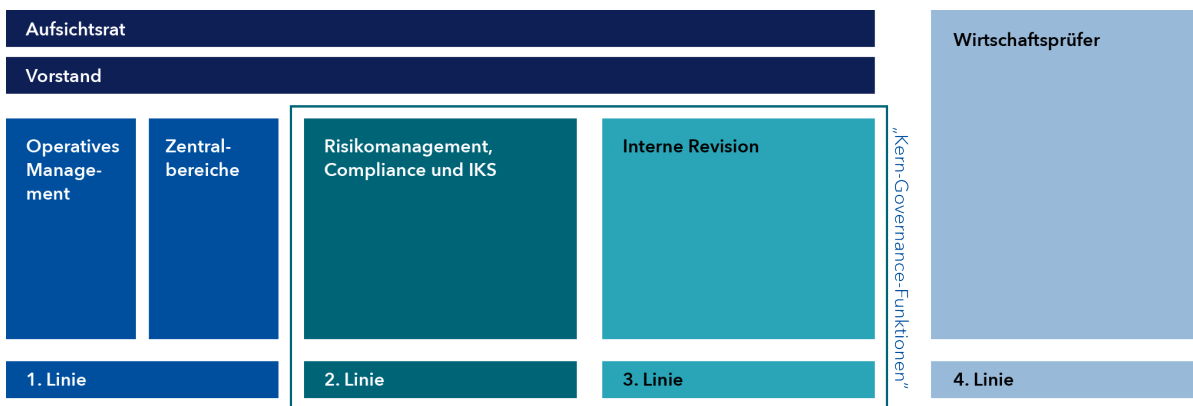 Aufsichtsrat
Vorstand
Operatives
Manage-
ment
Zentral-
bereiche
Risikomanagement,
Compliance und IKS
Interne Revision
„Kern-Governance-Funktionen“
Wirtschaftsprüfer
1. Linie
2. Linie
3. Linie
4. Linie